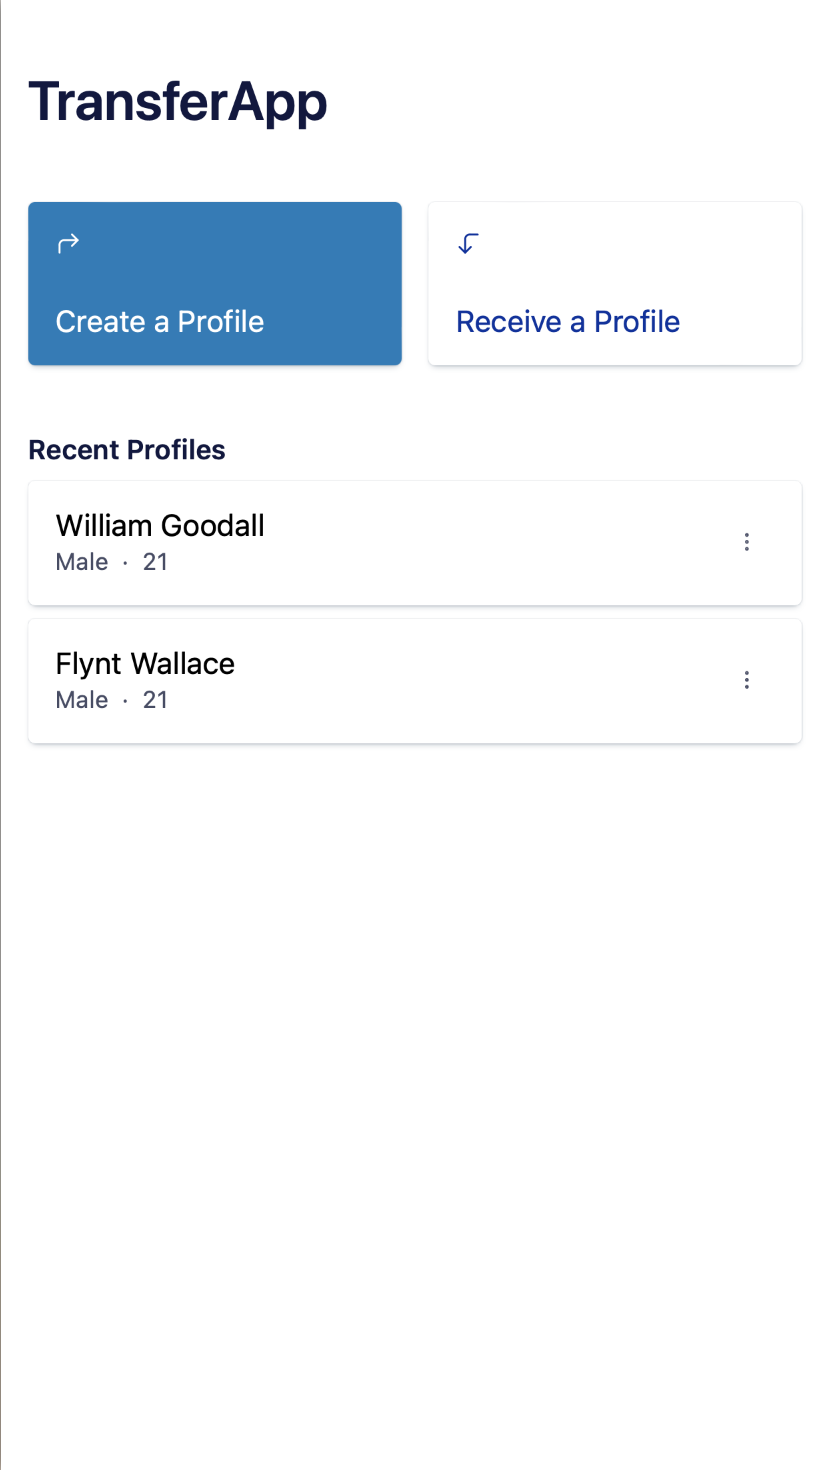 TransferApp
Create a Profile
Receive a Profile
Recent Profiles
William Goodall
Male · 21
Flynt Wallace
Male · 21